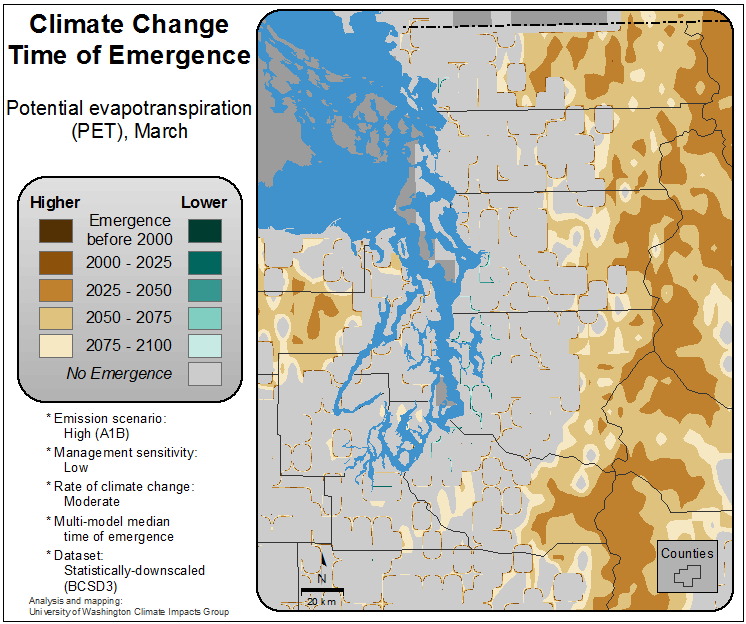 Climate Change
Time of Emergence
Potential evapotranspiration
(PET), March
Higher Lower
Emergence
before 2000
2000 - 2025
2025 - 2050
2050 - 2075
2075 - 2100
No Emergence
* Emission scenario:
High (A1B)
* Management sensitivity:
Low
* Rate of climate change:
Moderate
* Multi-model median
time of emergence
* Dataset:
Statistically-downscaled
(BCSD3)
Analysis and mapping:
University of Washington Climate Impacts Group
N
20 km
Counties